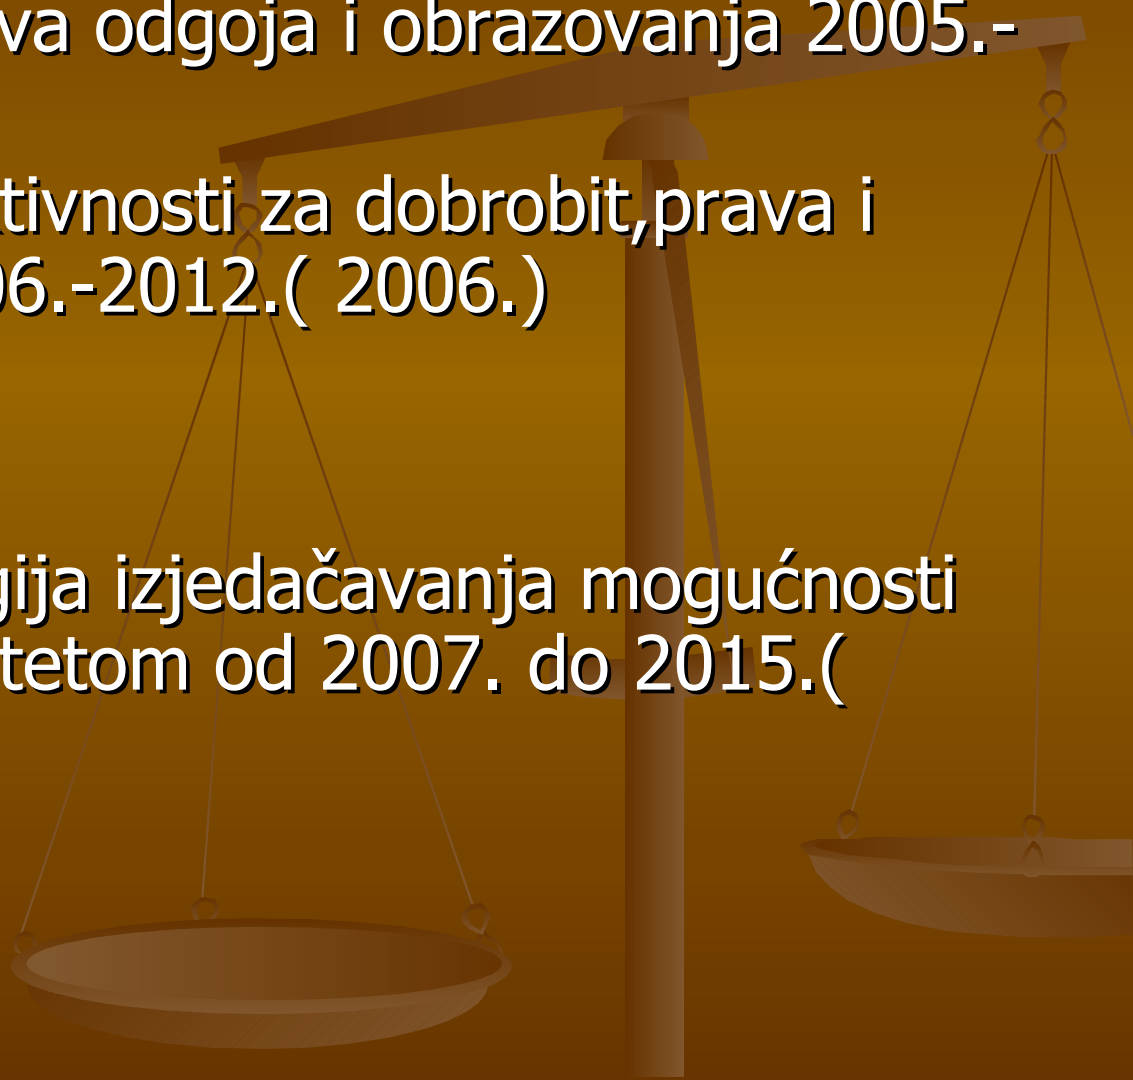 va odgoja i obrazovanja 2005.-
tivnosti za dobrobit,prava i
06.-2012.( 2006.)
gija izjedačavanja mogućnosti
tetom od 2007. do 2015.(